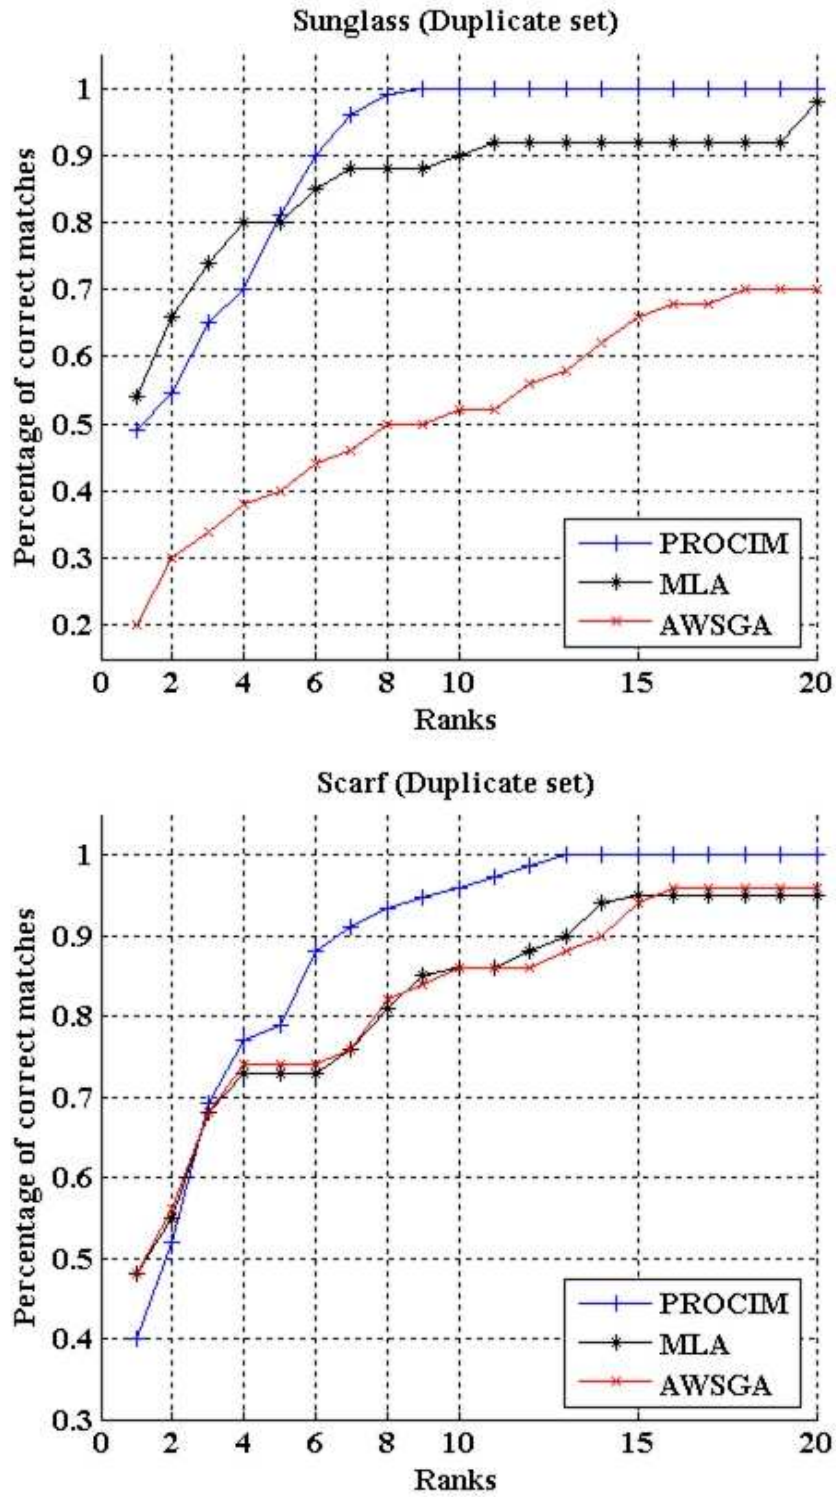 Sunglass (Duplicate set)
Percentage of correct matches
1
0.9
0.8
0.7
0.6
0.5
0.4
0.3
0.2
PROCIM
MLA
AWSGA
0 2 4 6 8 10 15 20
Ranks
Scarf (Duplicate set)
Percentage of correct matches
1
0.9
0.8
0.7
0.6
0.5
0.4
0.3
PROCIM
MLA
AWSGA
0 2 4 6 8 10 15 20
Ranks